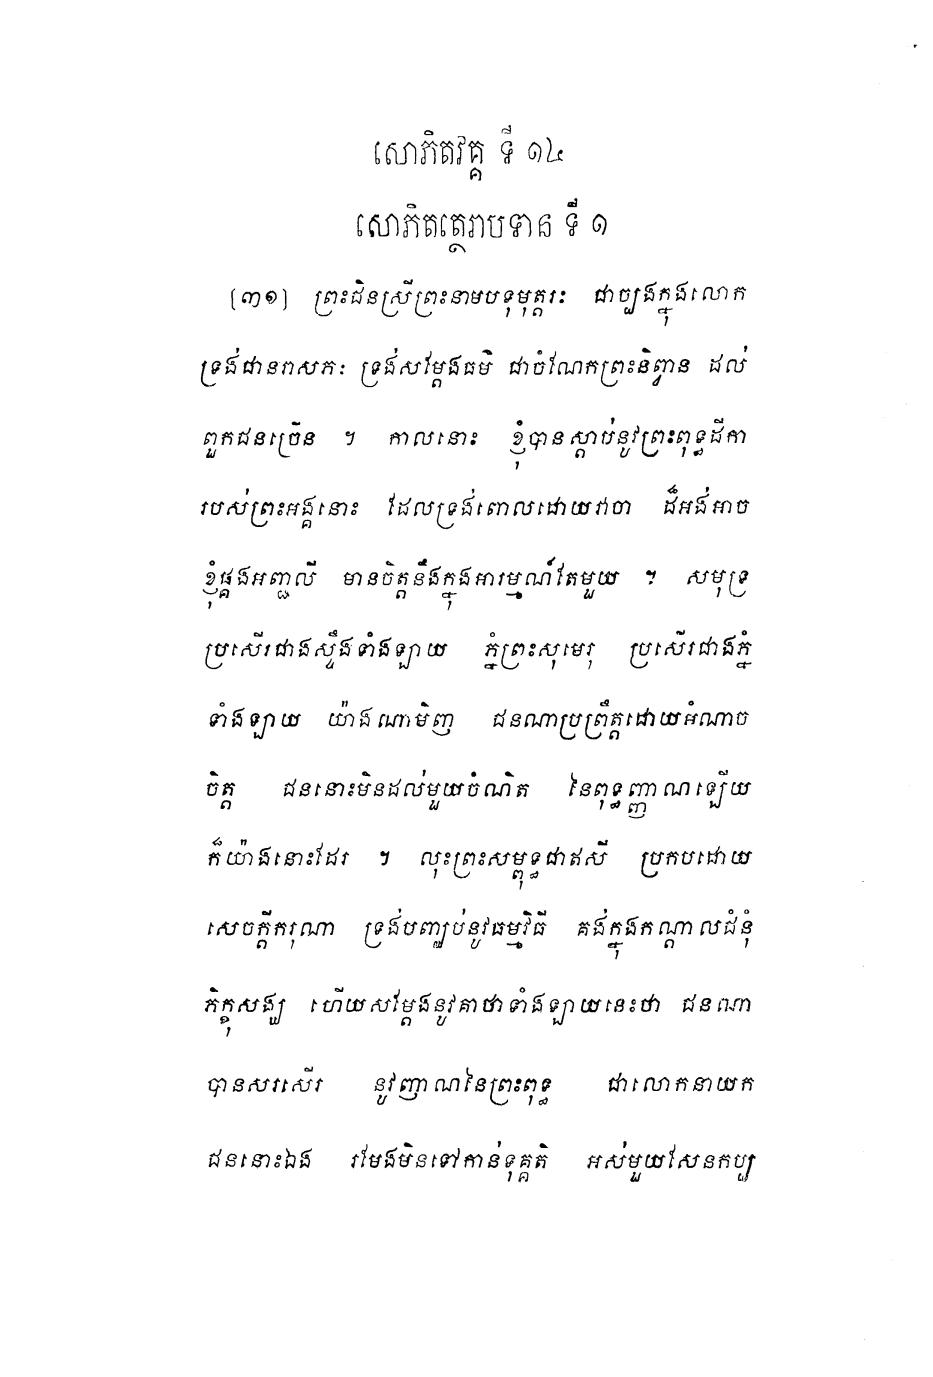 សោភិតវគ្គ ទី ១៤
សោភិតត្ថេរាបទាន ទី ១
[៣១] ព្រះជិនស្រីព្រះនាមបទុមុត្តរៈ ជាច្បងក្នុងលោក
ទ្រង់ជានរាសភៈ ទ្រង់សម្តែងធម៌ ជាចំណែកព្រះនិព្វាន ដល់
ពួកជនច្រើន ។ កាលនោះ ខ្ញុំបានស្តាប់នូវព្រះពុទ្ធដីកា
របស់ព្រះអង្គនោះ ដែលទ្រង់ពោលដោយវាចា ដ៏អង់អាច
ខ្ញុំផ្គងអញ្ជលី មានចិត្តនឹងក្នុងអារម្មណ៍តែមួយ ។ សមុទ្រ
ប្រសើរជាងស្ទឹងទាំងឡាយ ភ្នំព្រះសុមេរុ ប្រសើរជាងភ្នំ
ទាំងឡាយ យ៉ាងណាមិញ ជនណាប្រព្រឹត្តដោយអំណាច
ចិត្ត ជននោះមិនដល់មួយចំណិត នៃពុទ្ធញ្ញាណឡើយ
ក៏យ៉ាងនោះដែរ ។ លុះព្រះសម្ពុទ្ធជាឥសី ប្រកបដោយ
សេចក្តីករុណា ទ្រង់បញ្ឈប់នូវធម្មវិធី គង់ក្នុងកណ្តាលជំនុំ
ភិក្ខុសង្ឃ ហើយសម្តែងនូវគាថាទាំងឡាយនេះថា ជនណា
បានសរសើរ នូវញាណនៃព្រះពុទ្ធ ជាលោកនាយក
ជននោះឯង រមែងមិនទៅកាន់ទុគ្គតិ អស់មួយសែនកប្ប